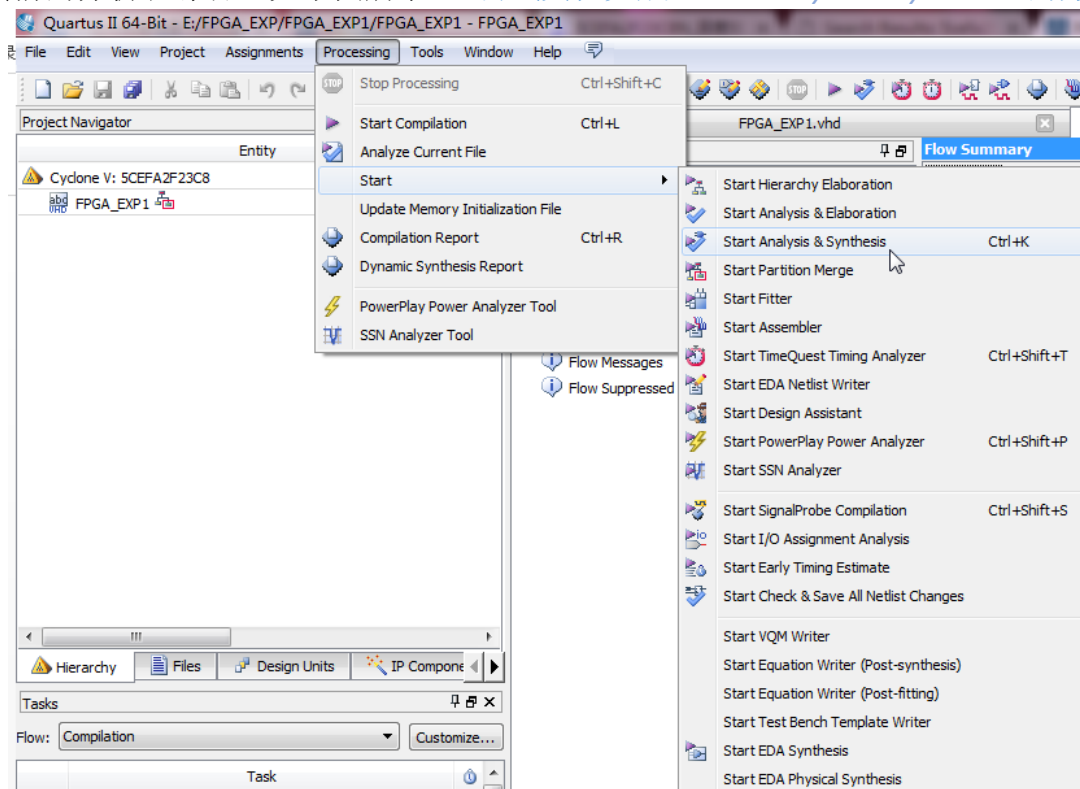 Quartus II 64-Bit - E:/FPGA_EXP/FPGA_EXP1/FPGA_EXP1 - FPGA_EXP1
File Edit View Project Assignments Processing Tools Window Help
Stop Processing Ctrl+Shift+C
Project Navigator
FPGA_EXP1.vhd
Start Compilation Ctrl+L
Entity
Analyze Current File
Flow Summary
Cyclone V: 5CEFA2F23C8
Start
FPGA_EXP1
Update Memory Initialization File
Compilation Report Ctrl+R
Dynamic Synthesis Report
PowerPlay Power Analyzer Tool
SSN Analyzer Tool
Start Hierarchy Elaboration
Start Analysis & Elaboration
Start Analysis & Synthesis Ctrl+K
Start Partition Merge
Start Fitter
Start Assembler
Start TimeQuest Timing Analyzer Ctrl+Shift+T
Start EDA Netlist Writer
Start Design Assistant
Start PowerPlay Power Analyzer Ctrl+Shift+P
Start SSN Analyzer
Start SignalProbe Compilation Ctrl+Shift+S
Start I/O Assignment Analysis
Start Early Timing Estimate
Start Check & Save All Netlist Changes
Start VQM Writer
Start Equation Writer (Post-synthesis)
Start Equation Writer (Post-fitting)
Start Test Bench Template Writer
Start EDA Synthesis
Start EDA Physical Synthesis
Flow Messages
Flow Suppressed
Hierarchy Files Design Units IP Compone
Tasks
Flow: Compilation Customize...
Task